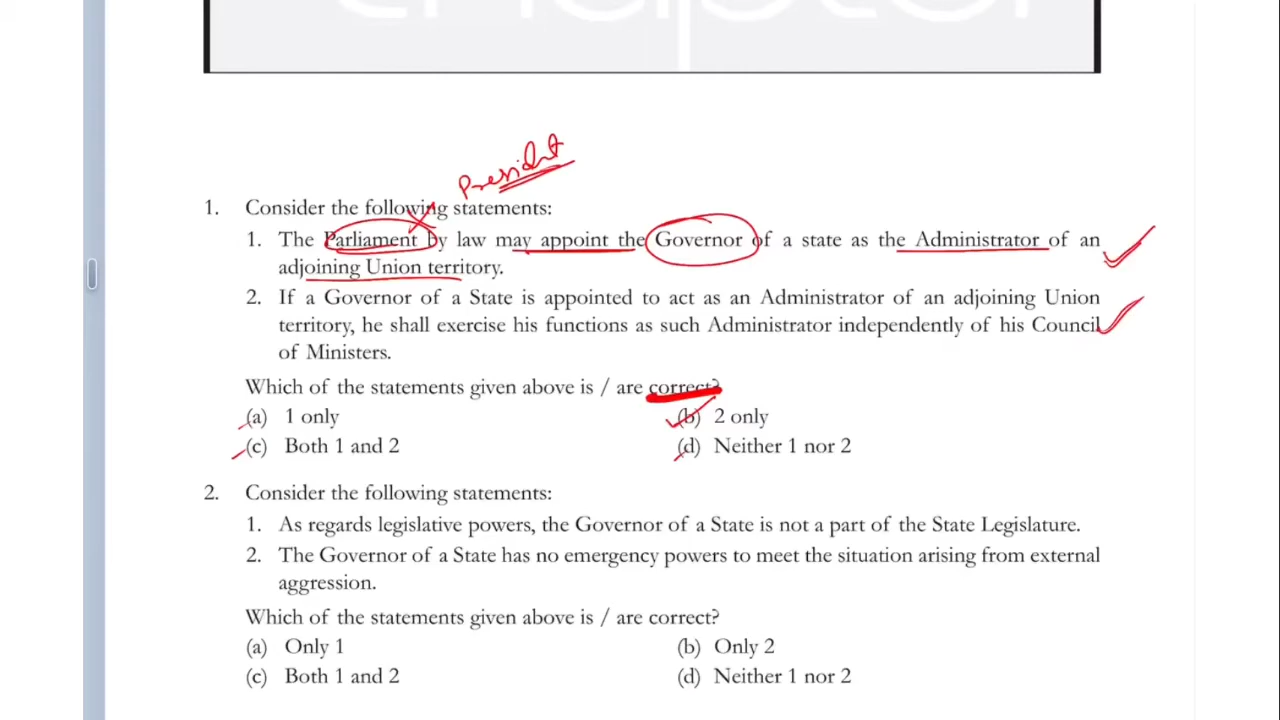 President
1. Consider the following statements:
1. The Parliament by law may appoint the Governor of a state as the Administrator of an
adjoining Union territory.
2. If a Governor of a State is appointed to act as an Administrator of an adjoining Union
territory, he shall exercise his functions as such Administrator independently of his Council
of Ministers.
Which of the statements given above is / are correct?
(a) 1 only (b) 2 only
(c) Both 1 and 2 (d) Neither 1 nor 2
2. Consider the following statements:
1. As regards legislative powers, the Governor of a State is not a part of the State Legislature.
2. The Governor of a State has no emergency powers to meet the situation arising from external
aggression.
Which of the statements given above is / are correct?
(a) Only 1 (b) Only 2
(c) Both 1 and 2 (d) Neither 1 nor 2